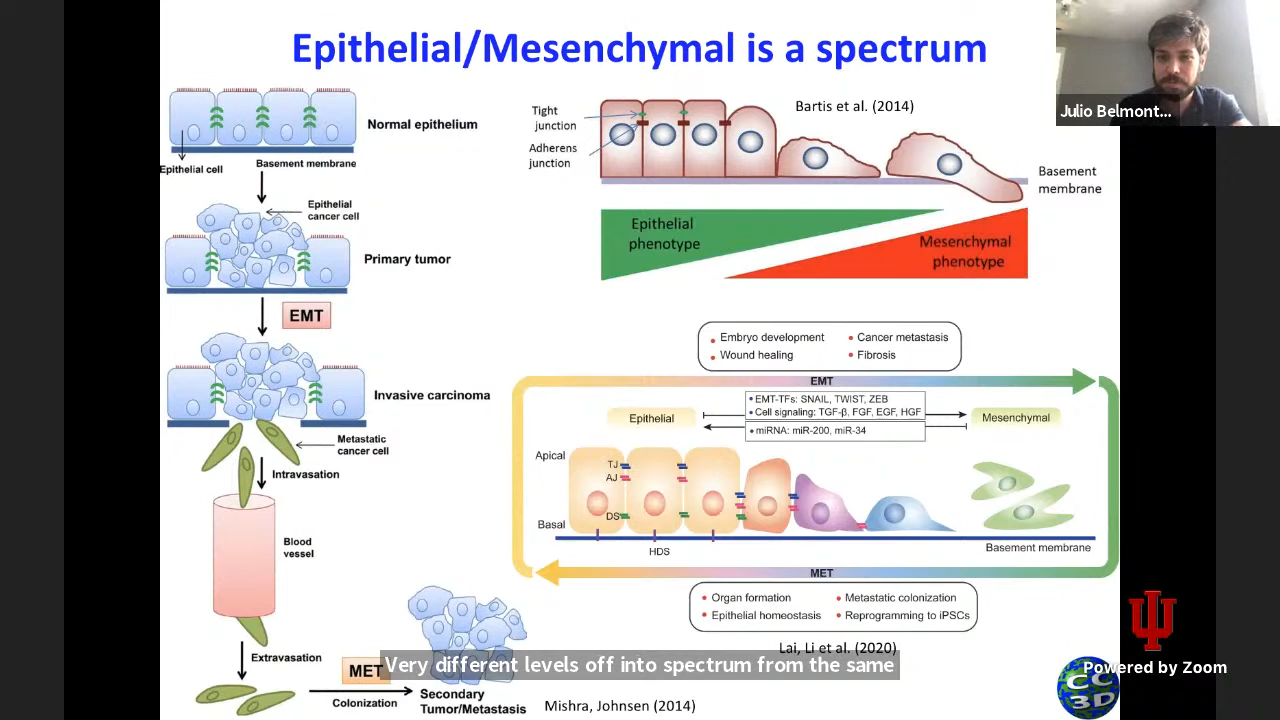 Epithelial/Mesenchymal is a spectrum
Julio Belmont...
Normal epithelium
Epithelial cell
Basement membrane
Epithelial
cancer cell
Primary tumor
EMT
Invasive carcinoma
Metastatic
cancer cell
Intravasation
Blood
vessel
Extravasation
MET
Colonization
Secondary
Tumor/Metastasis
Mishra, Johnsen (2014)
Tight
junction
Adherens
junction
Bartis et al. (2014)
Basement
membrane
Epithelial
phenotype
Mesenchymal
phenotype
• Embryo development
• Cancer metastasis
• Wound healing
• Fibrosis
EMT
Epithelial
• EMT-TFs: SNAIL, TWIST, ZEB
• Cell signaling: TGF-β, FGF, EGF, HGF
• miRNA: miR-200, miR-34
Mesenchymal
Apical
TJ
AJ
DS
Basal
HDS
Basement membrane
MET
• Organ formation
• Metastatic colonization
• Epithelial homeostasis
• Reprogramming to iPSCs
Lai, Li et al. (2020)
Very different levels off into spectrum from the same
Powered by Zoom
CC
3D